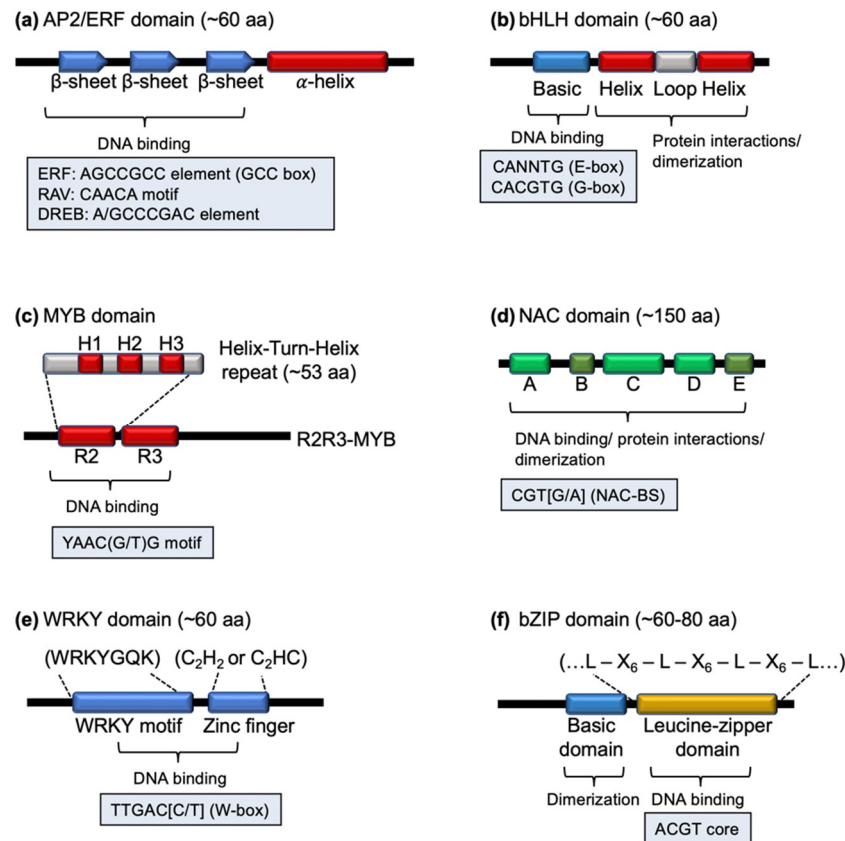 (a) AP2/ERF domain (~60 aa)
β-sheet β-sheet β-sheet α-helix
DNA binding
ERF: AGCCGCC element (GCC box)
RAV: CAACA motif
DREB: A/GCCCGAC element
(b) bHLH domain (~60 aa)
Basic Helix Loop Helix
DNA binding
Protein interactions/
dimerization
CANNTG (E-box)
CACGTG (G-box)
(c) MYB domain
H1 H2 H3
Helix-Turn-Helix
repeat (~53 aa)
R2R3-MYB
R2 R3
DNA binding
YAAC(G/T)G motif
(d) NAC domain (~150 aa)
A B C D E
DNA binding/ protein interactions/
dimerization
CGT[G/A] (NAC-BS)
(e) WRKY domain (~60 aa)
(WRKYGQK) (C₂H₂ or C₂HC)
WRKY motif Zinc finger
DNA binding
TTGAC[C/T] (W-box)
(f) bZIP domain (~60-80 aa)
(…L – X₆ – L – X₆ – L – X₆ – L…)
Basic
domain
Leucine-zipper
domain
Dimerization
DNA binding
ACGT core